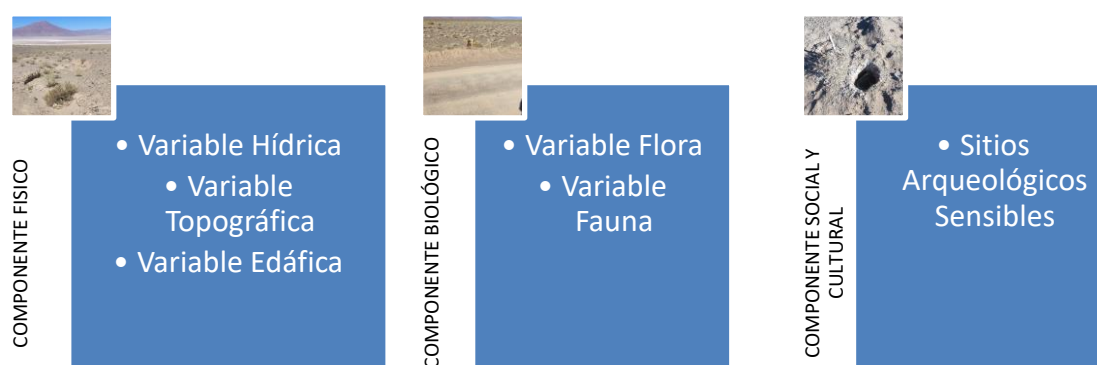 COMPONENTE FISICO
• Variable Hídrica
• Variable
Topográfica
• Variable Edáfica
COMPONENTE BIOLÓGICO
• Variable Flora
• Variable
Fauna
COMPONENTE SOCIAL Y
CULTURAL
• Sitios
Arqueológicos
Sensibles